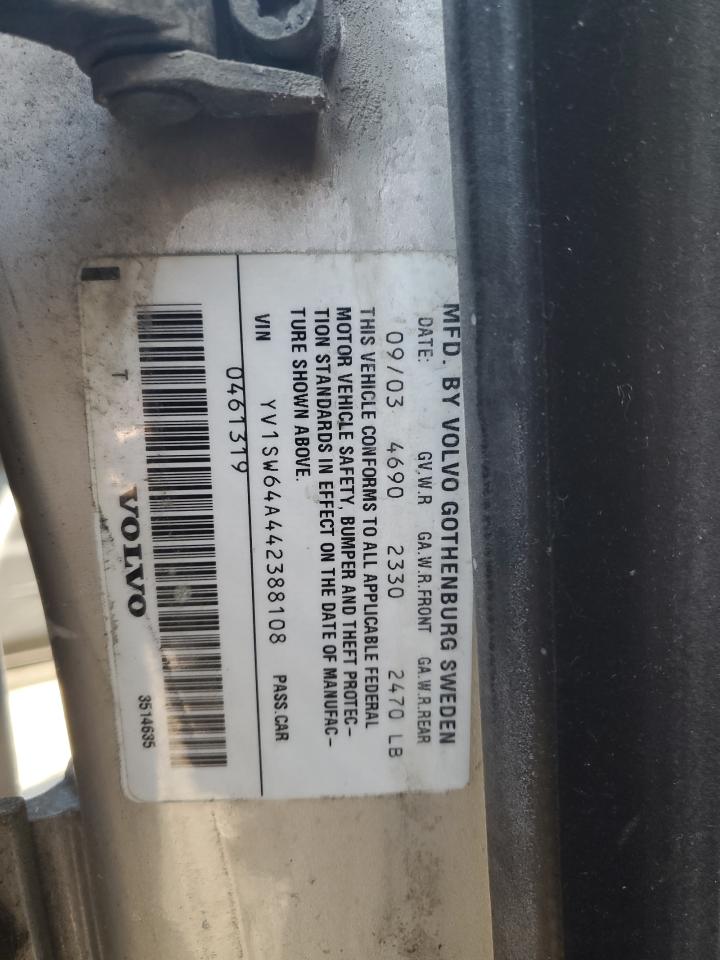 MFD. BY VOLVO GOTHENBURG SWEDEN
DATE: GV.W.R GA.W.R.FRONT GA.W.R.REAR
09/03 4690 2330 2470 LB
THIS VEHICLE CONFORMS TO ALL APPLICABLE FEDERAL
MOTOR VEHICLE SAFETY, BUMPER AND THEFT PROTEC-
TION STANDARDS IN EFFECT ON THE DATE OF MANUFAC-
TURE SHOWN ABOVE.
VIN YV1SW64A442388108 PASS.CAR
0461319
T VOLVO 3514635